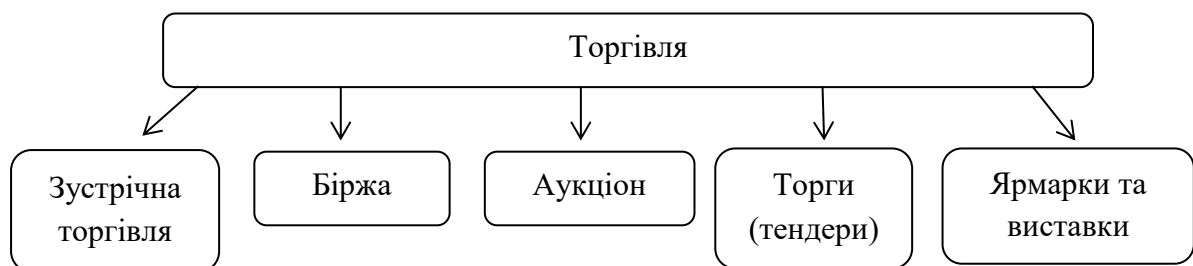 Торгівля
Зустрічна
торгівля
Біржа
Аукціон
Торги
(тендери)
Ярмарки та
виставки